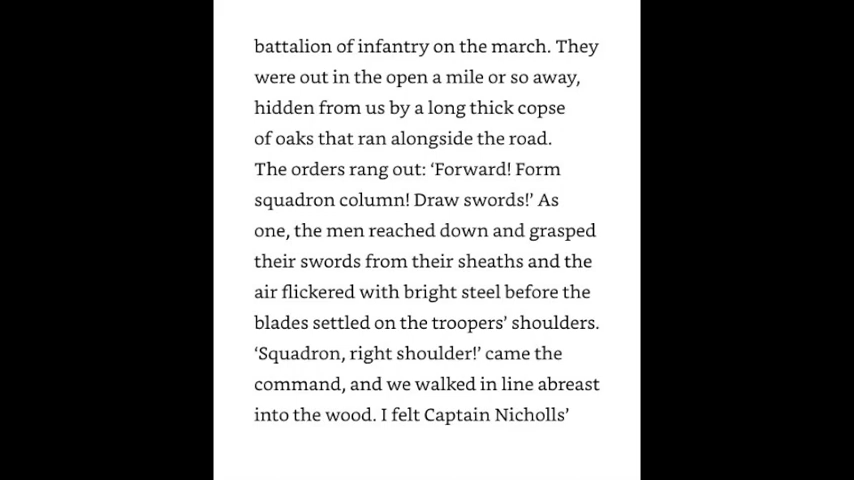 battalion of infantry on the march. They
were out in the open a mile or so away,
hidden from us by a long thick copse
of oaks that ran alongside the road.
The orders rang out: ‘Forward! Form
squadron column! Draw swords!’ As
one, the men reached down and grasped
their swords from their sheaths and the
air flickered with bright steel before the
blades settled on the troopers’ shoulders.
‘Squadron, right shoulder!’ came the
command, and we walked in line abreast
into the wood. I felt Captain Nicholls’